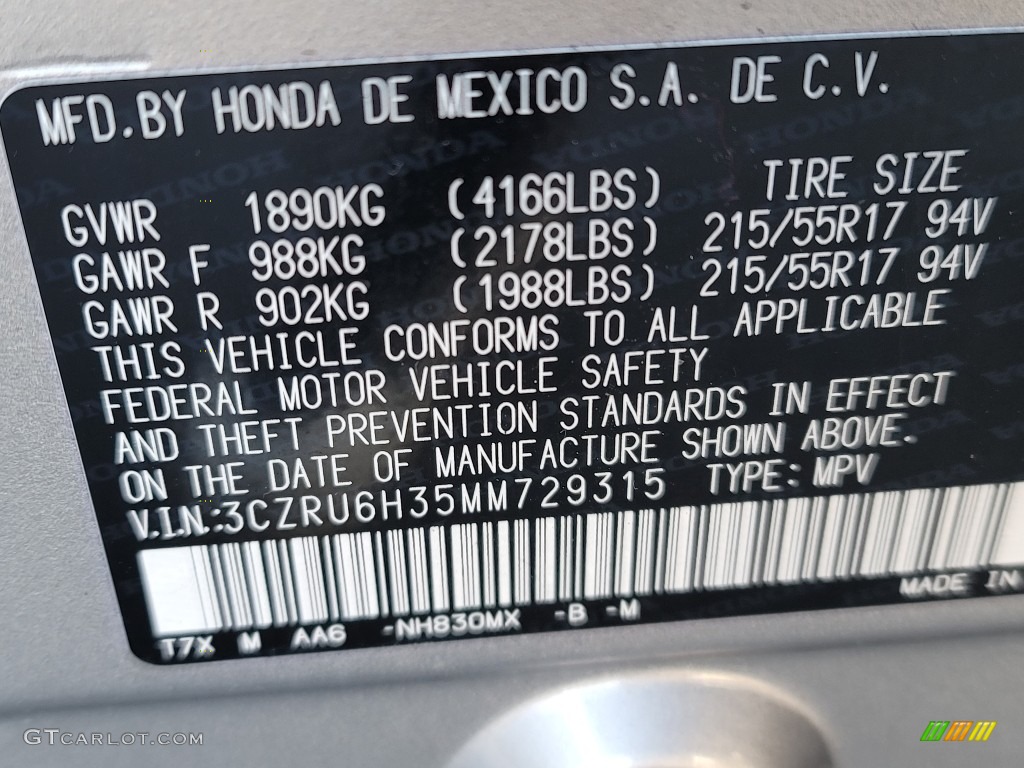 MFD.BY HONDA DE MEXICO S.A. DE C.V.
TIRE SIZE
GVWR 1890KG (4166LBS)
GAWR F 988KG (2178LBS) 215/55R17 94V
GAWR R 902KG (1988LBS) 215/55R17 94V
THIS VEHICLE CONFORMS TO ALL APPLICABLE
FEDERAL MOTOR VEHICLE SAFETY
AND THEFT PREVENTION STANDARDS IN EFFECT
ON THE DATE OF MANUFACTURE SHOWN ABOVE.
V.I.N.:3CZRU6H35MM729315 TYPE: MPV
MADE IN
T7X M AA6 -NH830MX -B -M
GTCARLOT.COM